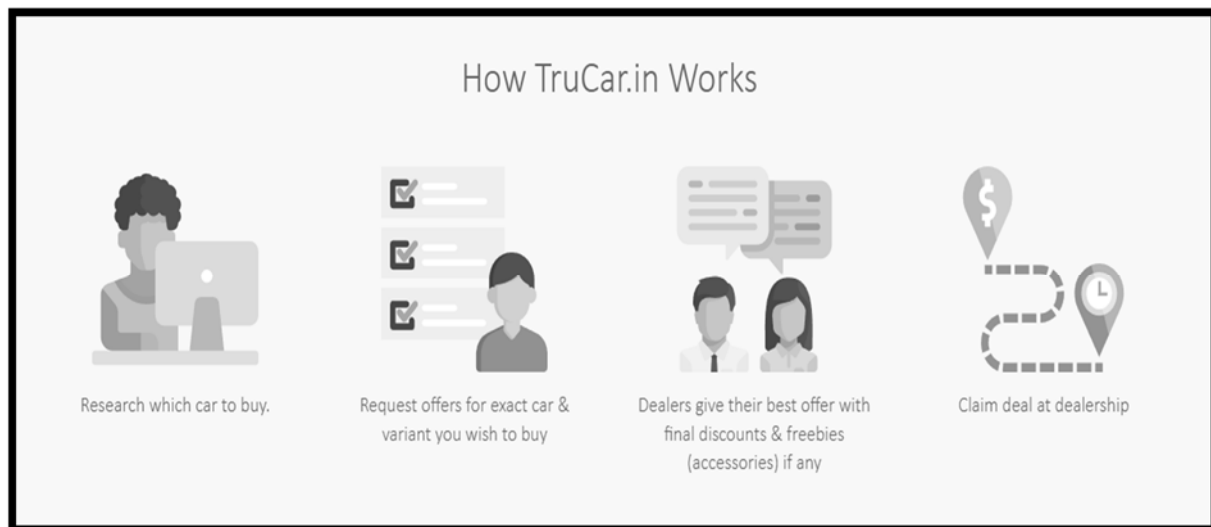 How TruCar.in Works
Research which car to buy.
Request offers for exact car &
variant you wish to buy
Dealers give their best offer with
final discounts & freebies
(accessories) if any
Claim deal at dealership